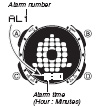 Alarm number
AL 1
A
D
B
C
Alarm time
(Hour : Minutes)